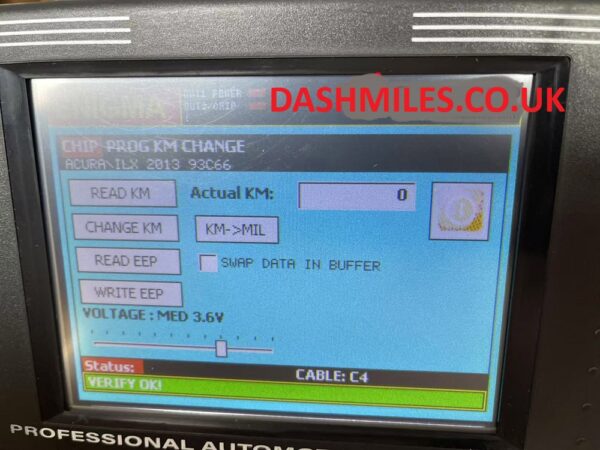 DASHMILES.CO.UK
CHIP PROG KM CHANGE
ACURA\ILX 2013 93C66
READ KM
Actual KM: 0
CHANGE KM
KM->MIL
READ EEP
SWAP DATA IN BUFFER
WRITE EEP
VOLTAGE : MED 3.6V
Status:
CABLE: C4
VERIFY OK!
PROFESSIONAL